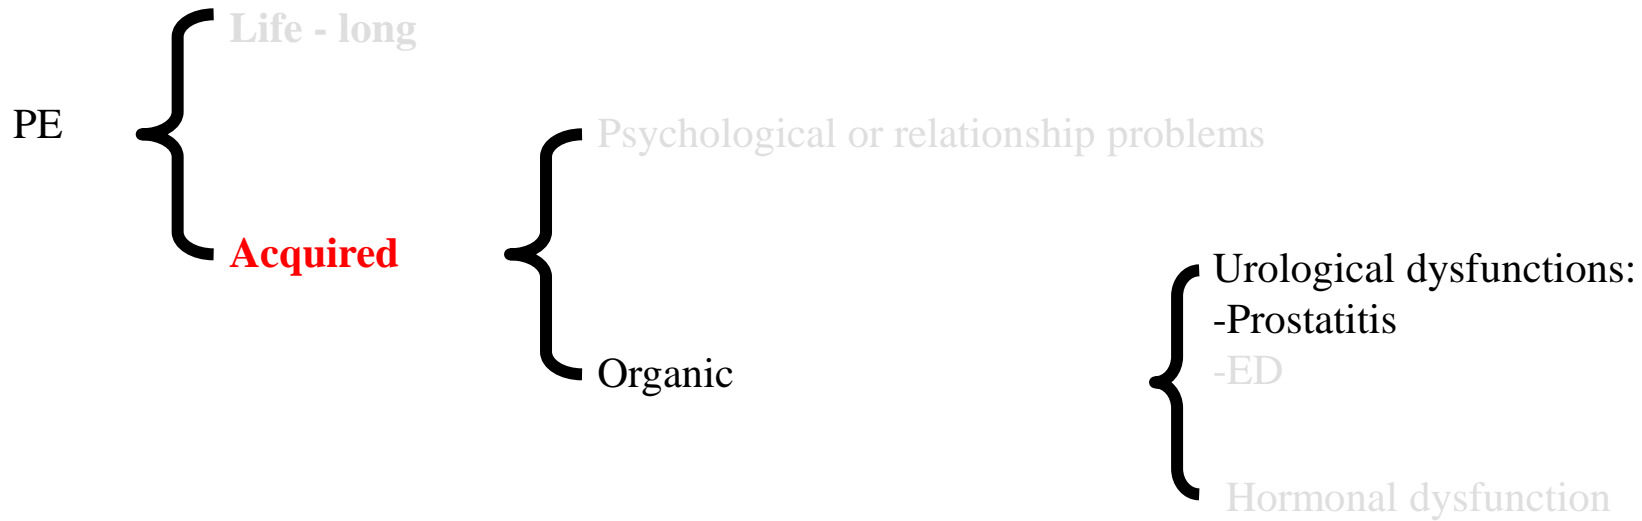 Life - long
PE
Psychological or relationship problems
Acquired
Urological dysfunctions:
-Prostatitis
-ED
Organic
Hormonal dysfunction